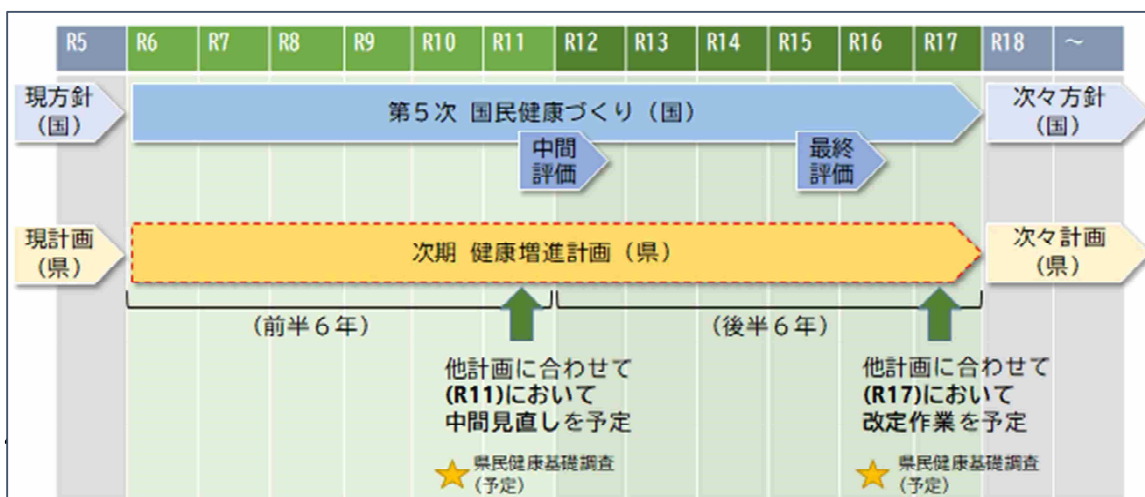 R5 R6 R7 R8 R9 R10 R11 R12 R13 R14 R15 R16 R17 R18 ～
現方針
（国）
第５次 国民健康づくり（国）
次々方針
（国）
中間
評価
最終
評価
現計画
（県）
次期 健康増進計画（県）
次々計画
（県）
（前半６年）
（後半６年）
他計画に合わせて
(R11)において
中間見直しを予定
他計画に合わせて
(R17)において
改定作業を予定
県民健康基礎調査
（予定）
県民健康基礎調査
（予定）